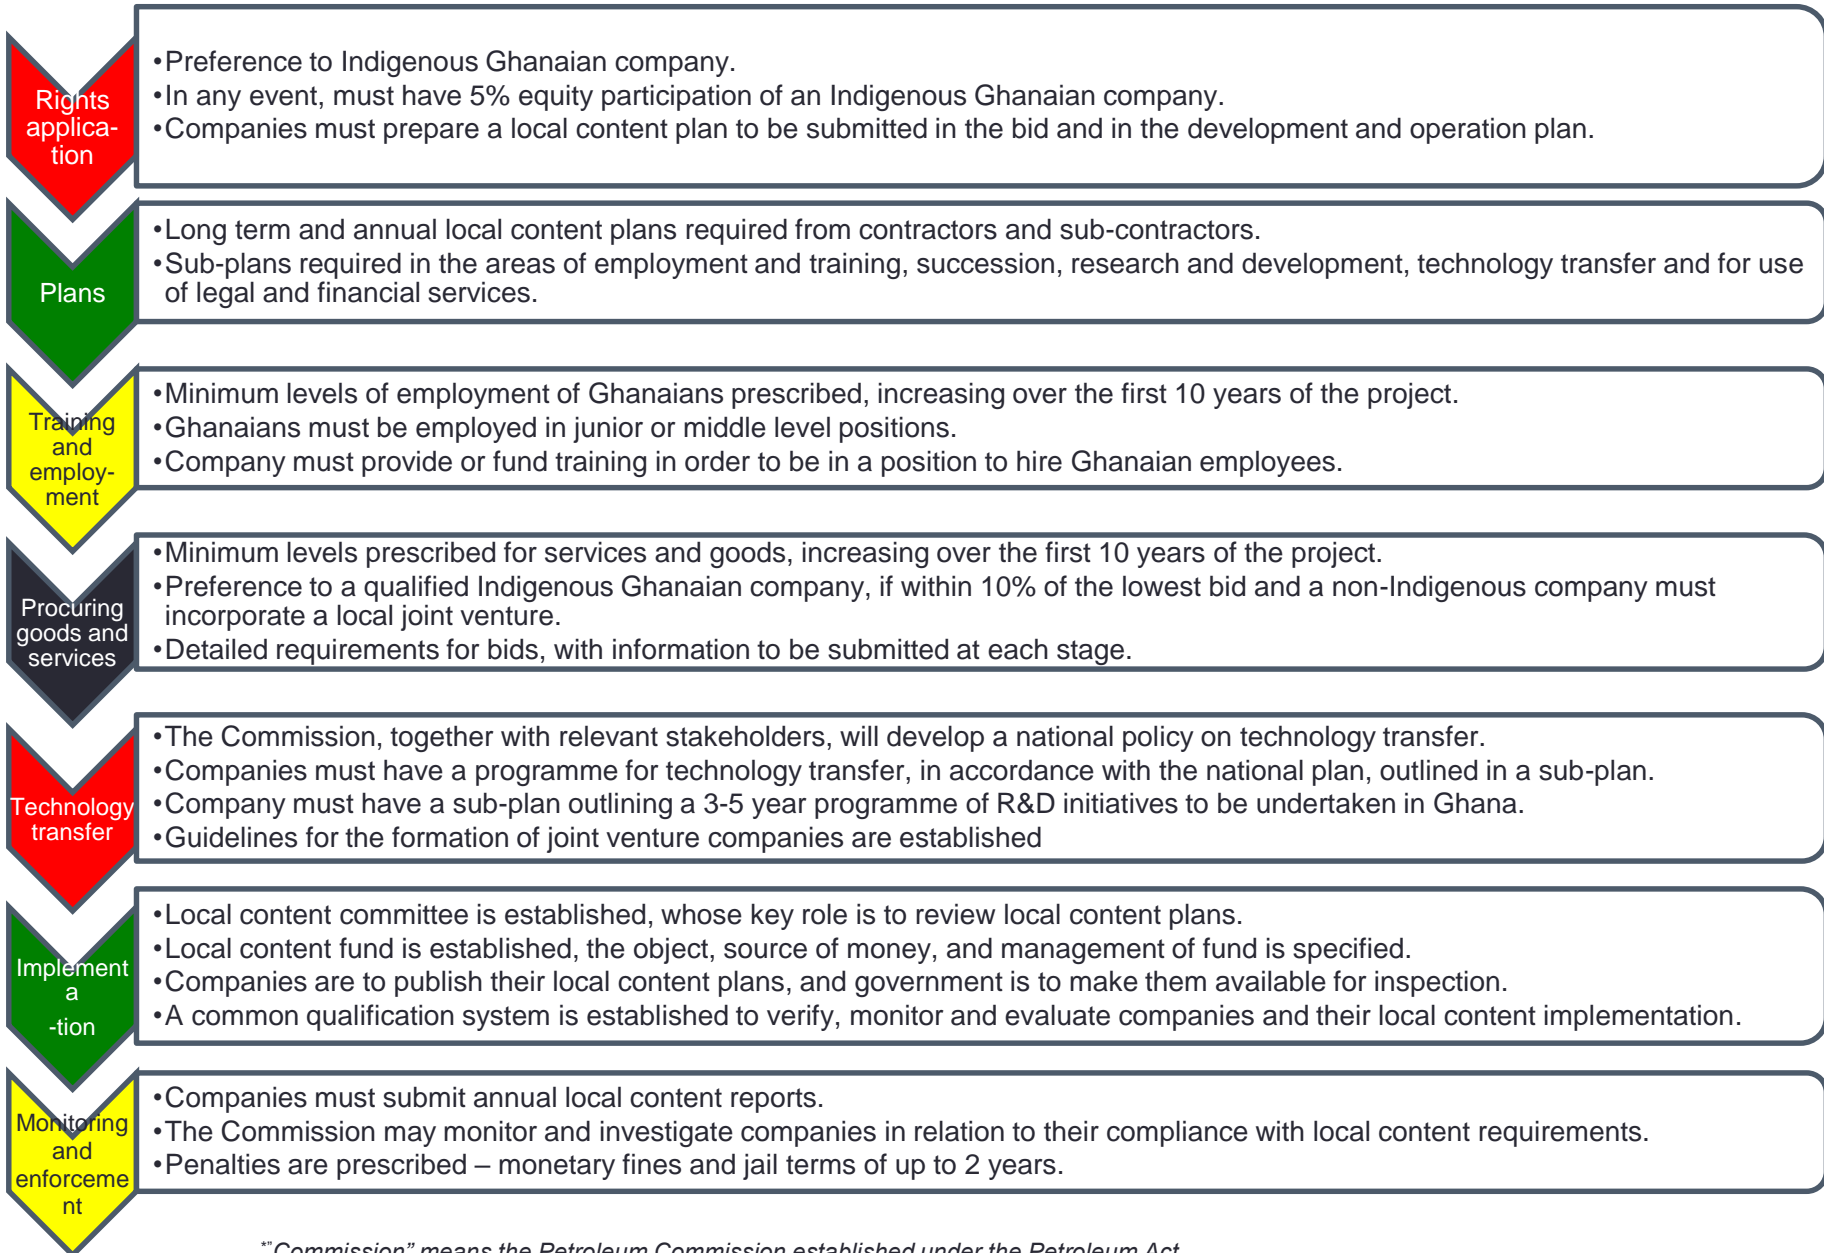 Rights
applica-
tion
•Preference to Indigenous Ghanaian company.
•In any event, must have 5% equity participation of an Indigenous Ghanaian company.
•Companies must prepare a local content plan to be submitted in the bid and in the development and operation plan.
Plans
•Long term and annual local content plans required from contractors and sub-contractors.
•Sub-plans required in the areas of employment and training, succession, research and development, technology transfer and for use
of legal and financial services.
Training
and
employ-
ment
•Minimum levels of employment of Ghanaians prescribed, increasing over the first 10 years of the project.
•Ghanaians must be employed in junior or middle level positions.
•Company must provide or fund training in order to be in a position to hire Ghanaian employees.
Procuring
goods and
services
•Minimum levels prescribed for services and goods, increasing over the first 10 years of the project.
•Preference to a qualified Indigenous Ghanaian company, if within 10% of the lowest bid and a non-Indigenous company must
incorporate a local joint venture.
•Detailed requirements for bids, with information to be submitted at each stage.
Technology
transfer
•The Commission, together with relevant stakeholders, will develop a national policy on technology transfer.
•Companies must have a programme for technology transfer, in accordance with the national plan, outlined in a sub-plan.
•Company must have a sub-plan outlining a 3-5 year programme of R&D initiatives to be undertaken in Ghana.
•Guidelines for the formation of joint venture companies are established
Implement
a
-tion
•Local content committee is established, whose key role is to review local content plans.
•Local content fund is established, the object, source of money, and management of fund is specified.
•Companies are to publish their local content plans, and government is to make them available for inspection.
•A common qualification system is established to verify, monitor and evaluate companies and their local content implementation.
Monitoring
and
enforceme
nt
•Companies must submit annual local content reports.
•The Commission may monitor and investigate companies in relation to their compliance with local content requirements.
•Penalties are prescribed – monetary fines and jail terms of up to 2 years.
*"Commission” means the Petroleum Commission established under the Petroleum Act